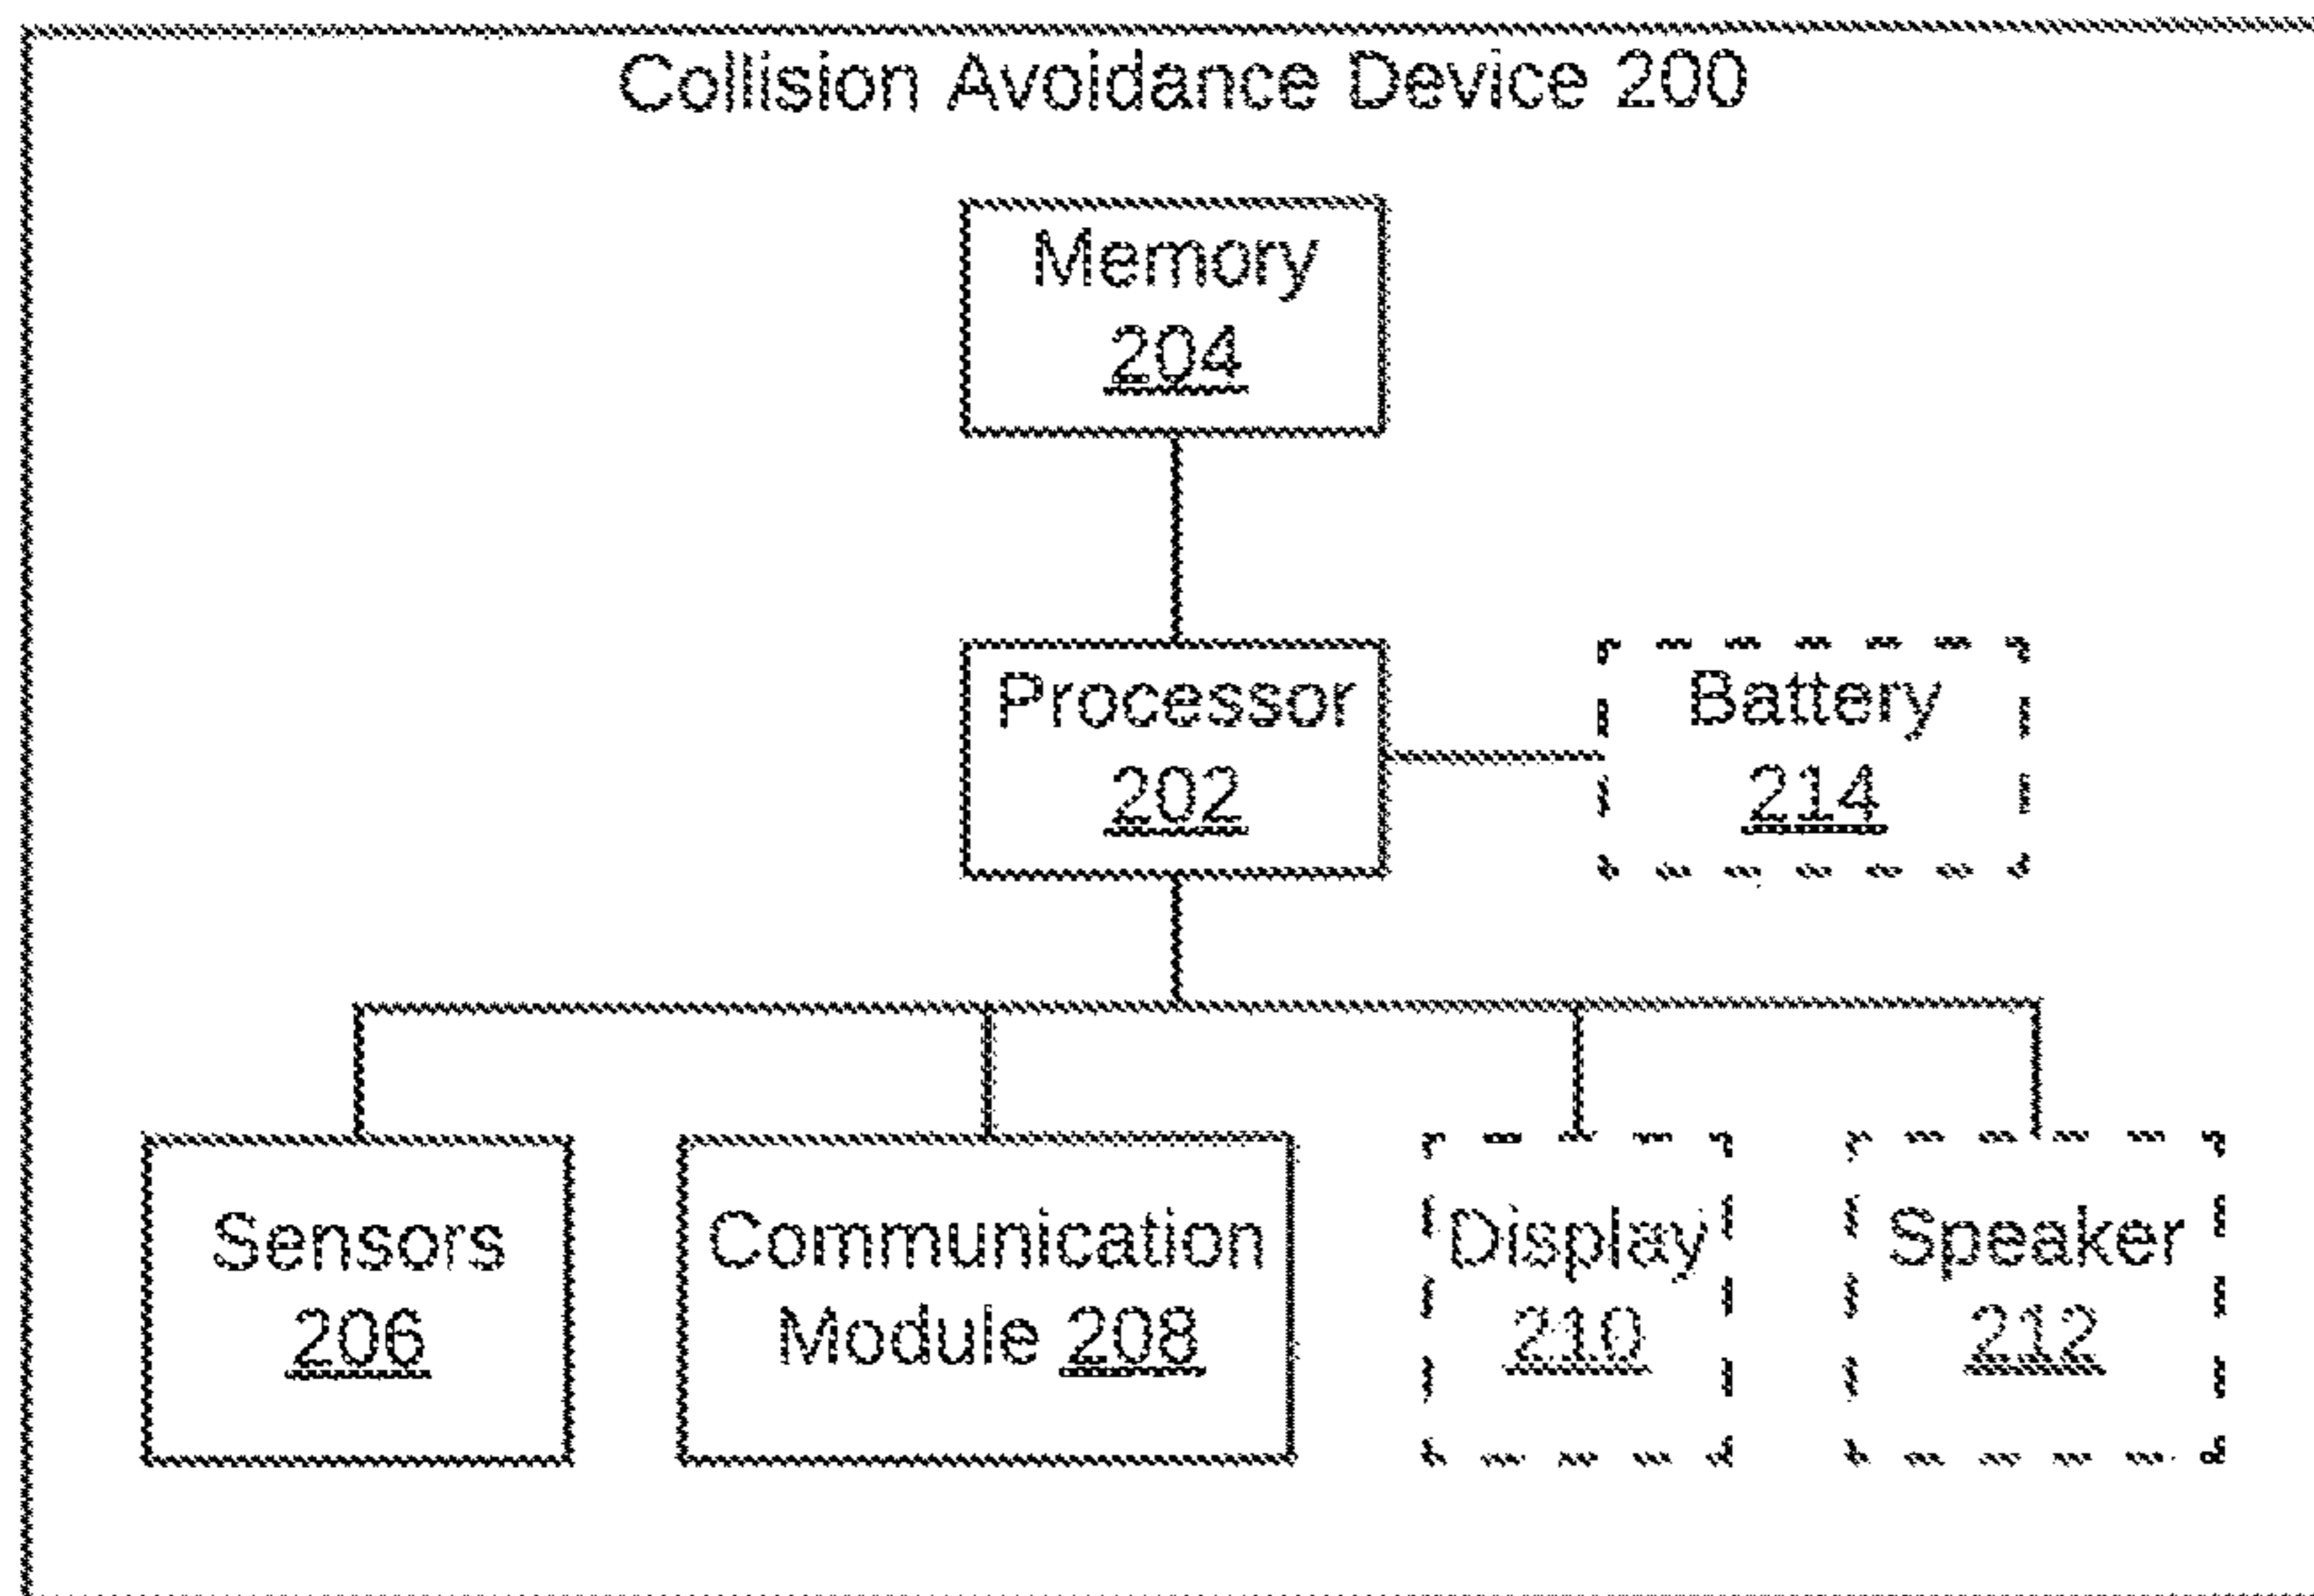 Collision Avoidance Device 200
Memory
204
Processor
202
Battery
214
Sensors
206
Communication
Module 208
Display
210
Speaker
212